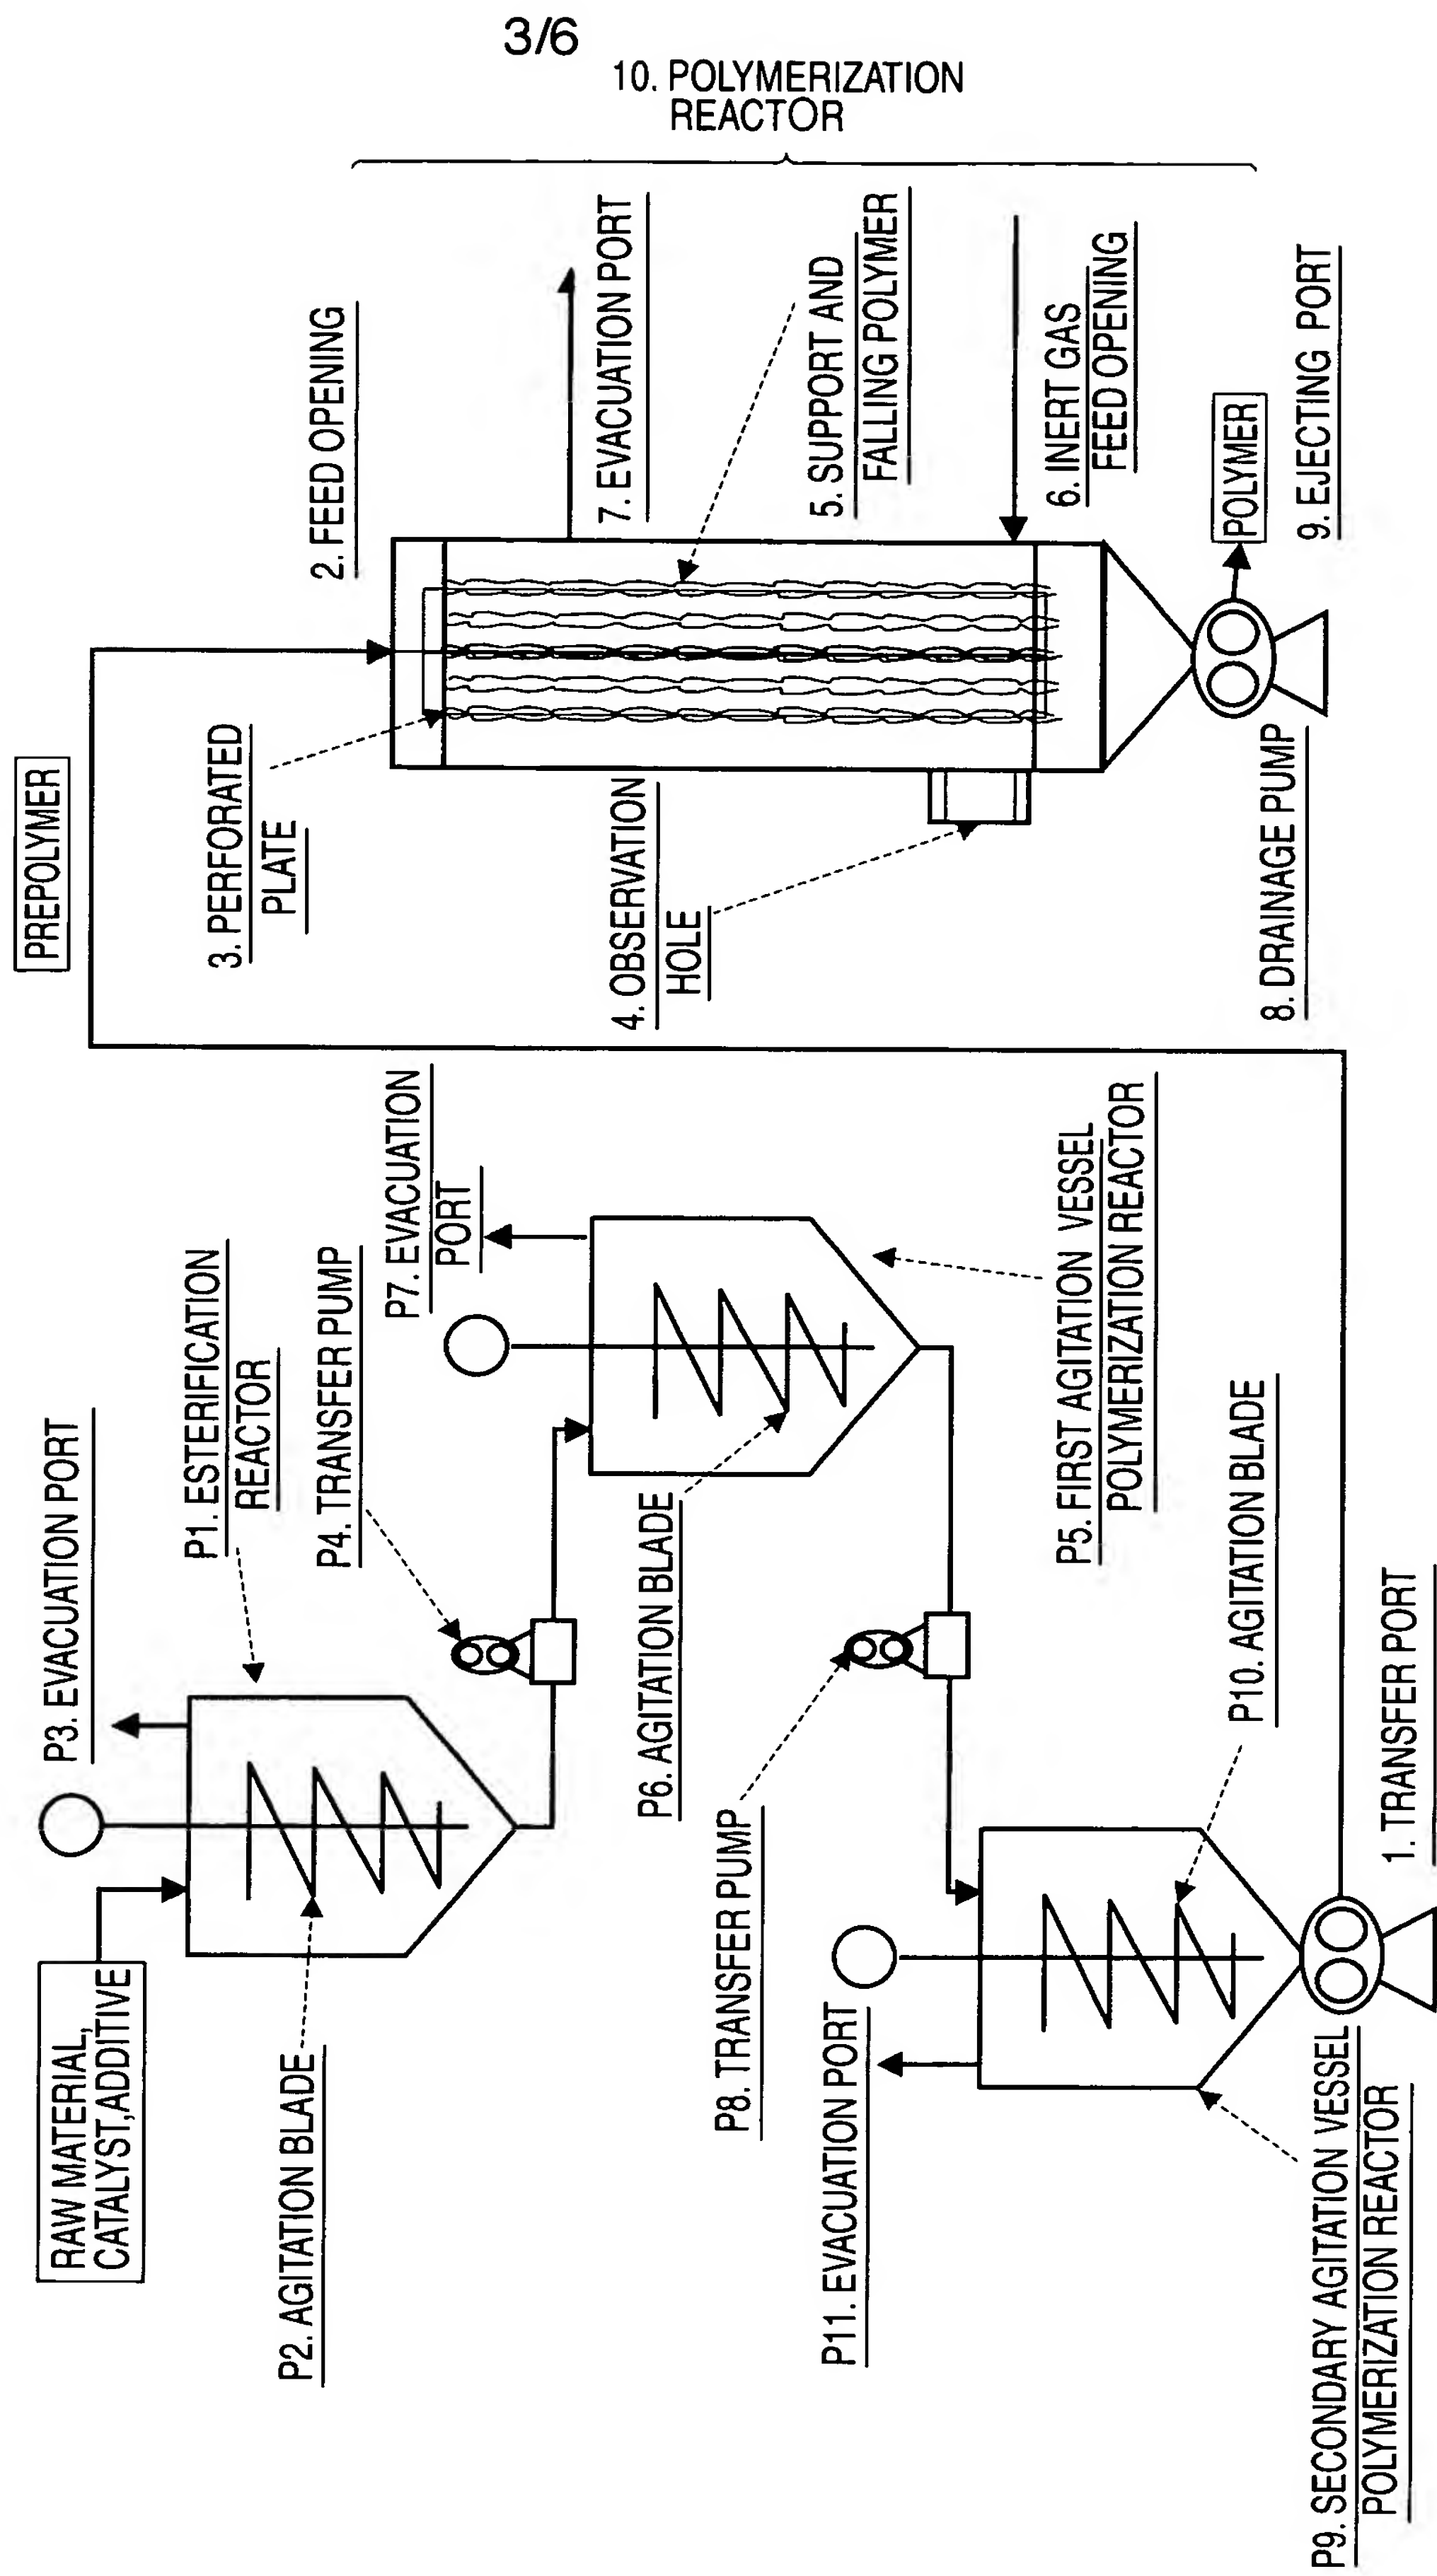 3/6
10. POLYMERIZATION
REACTOR
PREPOLYMER
2. FEED OPENING
3. PERFORATED
PLATE
7. EVACUATION PORT
4. OBSERVATION
HOLE
5. SUPPORT AND
FALLING POLYMER
6. INERT GAS
FEED OPENING
POLYMER
9. EJECTING PORT
8. DRAINAGE PUMP
RAW MATERIAL,
CATALYST,ADDITIVE
P3. EVACUATION PORT
P1. ESTERIFICATION
REACTOR
P2. AGITATION BLADE
P4. TRANSFER PUMP
P7. EVACUATION
PORT
P6. AGITATION BLADE
P5. FIRST AGITATION VESSEL
POLYMERIZATION REACTOR
P8. TRANSFER PUMP
P11. EVACUATION PORT
P10. AGITATION BLADE
P9. SECONDARY AGITATION VESSEL
POLYMERIZATION REACTOR
1. TRANSFER PORT